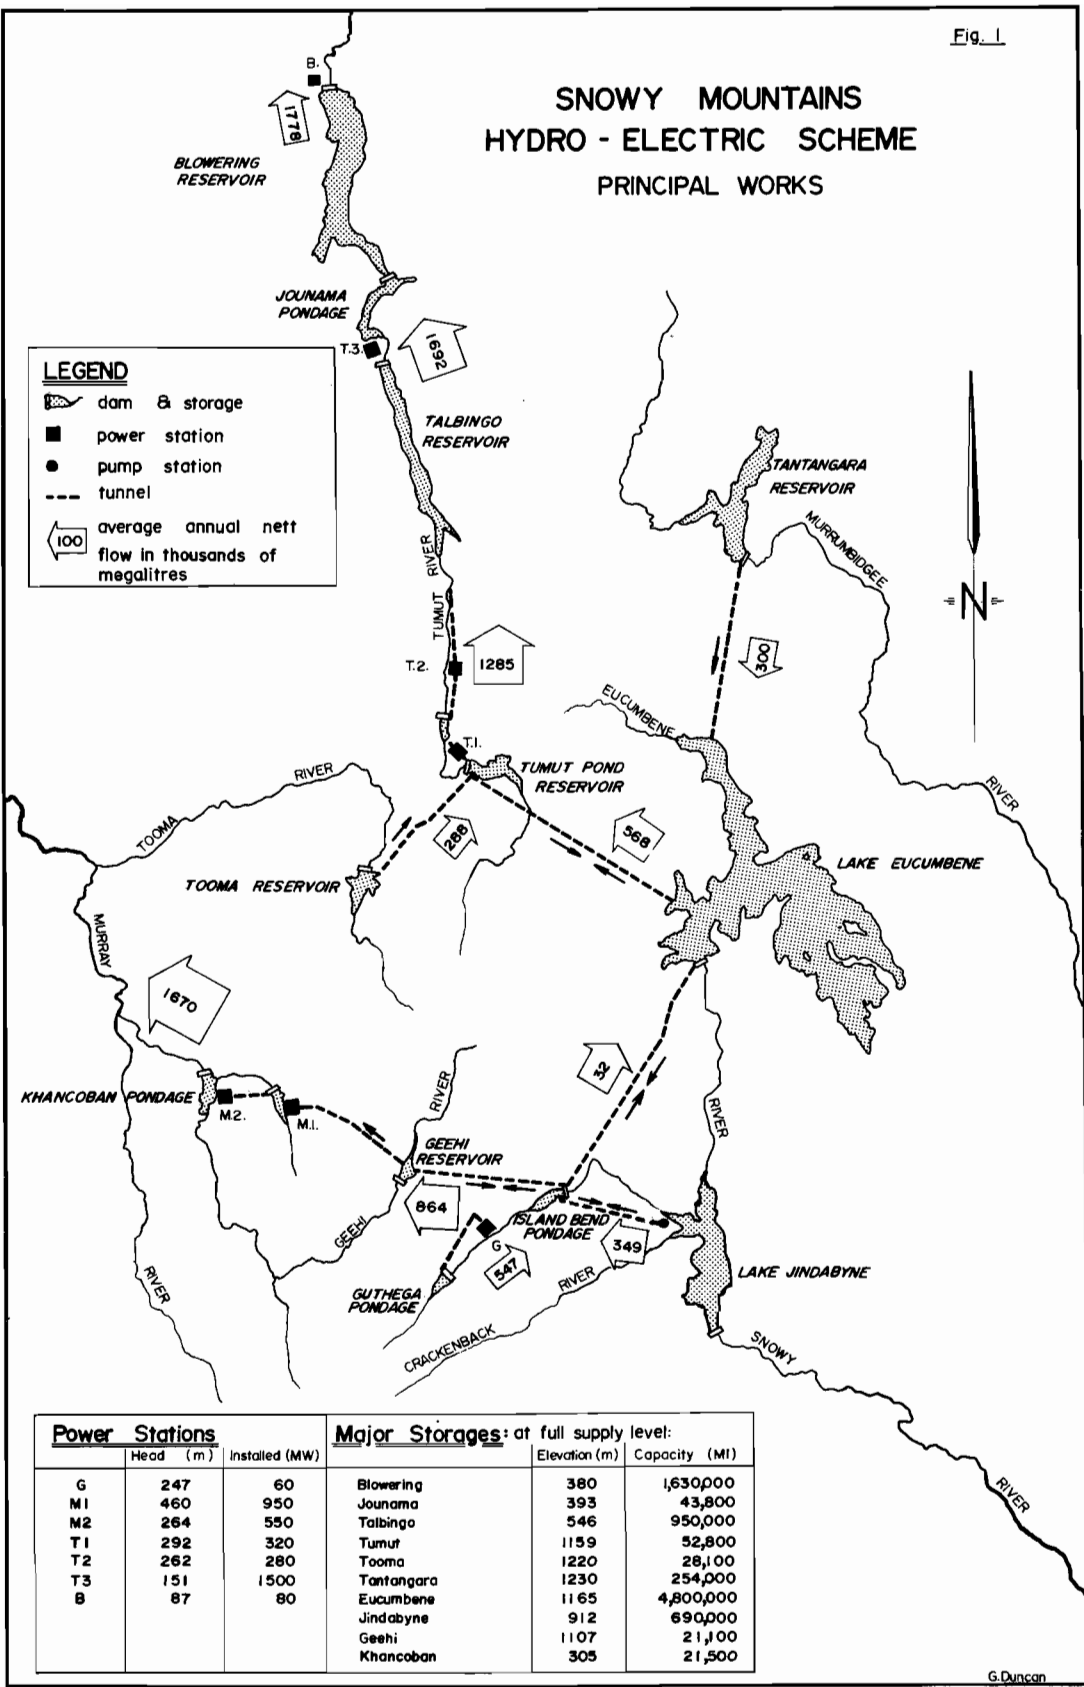 Fig. 1
SNOWY MOUNTAINS
HYDRO - ELECTRIC SCHEME
PRINCIPAL WORKS
B.
1778
BLOWERING
RESERVOIR
JOUNAMA
PONDAGE
T.3.
1692
LEGEND
dam & storage
power station
pump station
tunnel
100
average annual nett
flow in thousands of
megalitres
TALBINGO
RESERVOIR
TANTANGARA
RESERVOIR
MURRUMBIDGEE
RIVER
TUMUT RIVER
N
T.2.
1285
300
EUCUMBENE
T.1.
TUMUT POND
RESERVOIR
TOOMA RIVER
288
568
LAKE EUCUMBENE
TOOMA RESERVOIR
MURRAY
1670
32
RIVER
KHANCOBAN PONDAGE
M.2.
M.1.
RIVER
GEEHI
RESERVOIR
864
GEEHI
ISLAND BEND
PONDAGE
349
G
547
GUTHEGA
PONDAGE
RIVER
CRACKENBACK
RIVER
LAKE JINDABYNE
SNOWY
RIVER
Power Stations
Head (m) Installed (MW)
G 247 60
M1 460 950
M2 264 550
T1 292 320
T2 262 280
T3 151 1500
B 87 80
Major Storages: at full supply level:
Elevation (m) Capacity (Ml)
Blowering 380 1,630,000
Jounama 393 43,800
Talbingo 546 950,000
Tumut 1159 52,800
Tooma 1220 28,100
Tantangara 1230 254,000
Eucumbene 1165 4,800,000
Jindabyne 912 690,000
Geehi 1107 21,100
Khancoban 305 21,500
G.Duncan